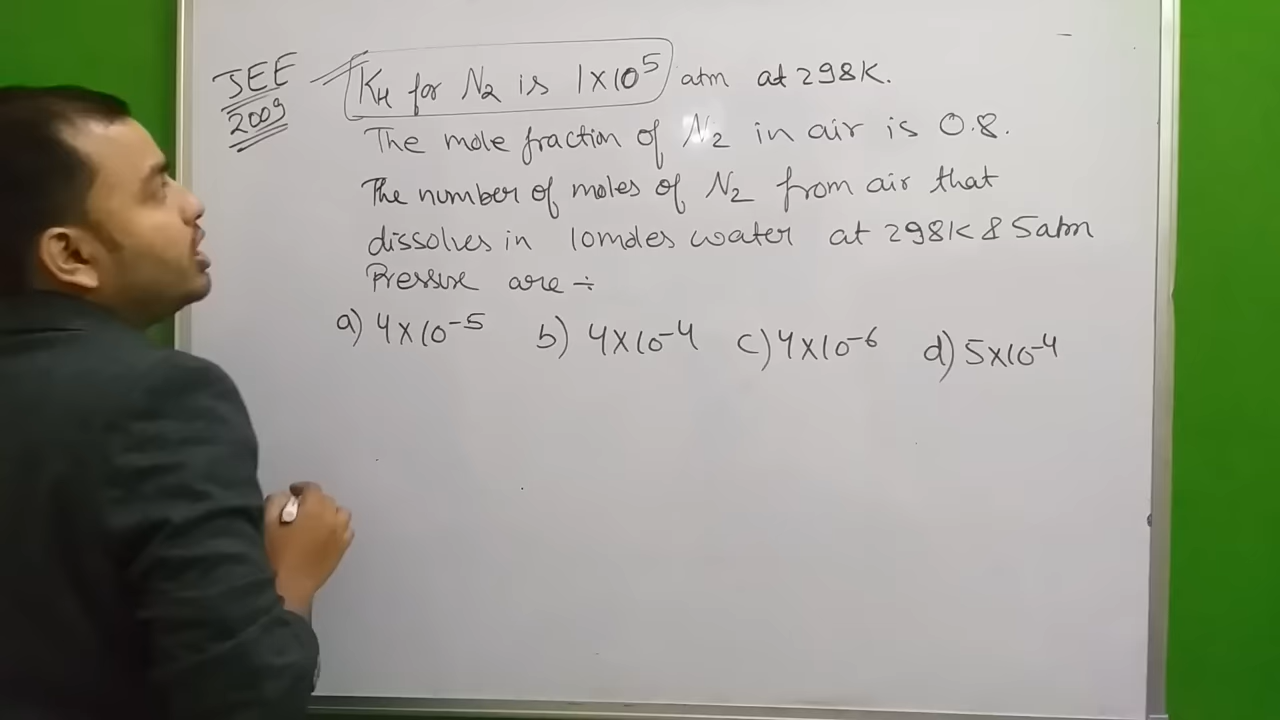 JEE
2009
KH for N2 is 1×10^5 atm at 298K.
The mole fraction of N2 in air is 0.8.
The number of moles of N2 from air that
dissolves in 10moles water at 298K & 5atm
Pressure are ÷
a) 4×10^-5 b) 4×10^-4 c) 4×10^-6 d) 5×10^-4